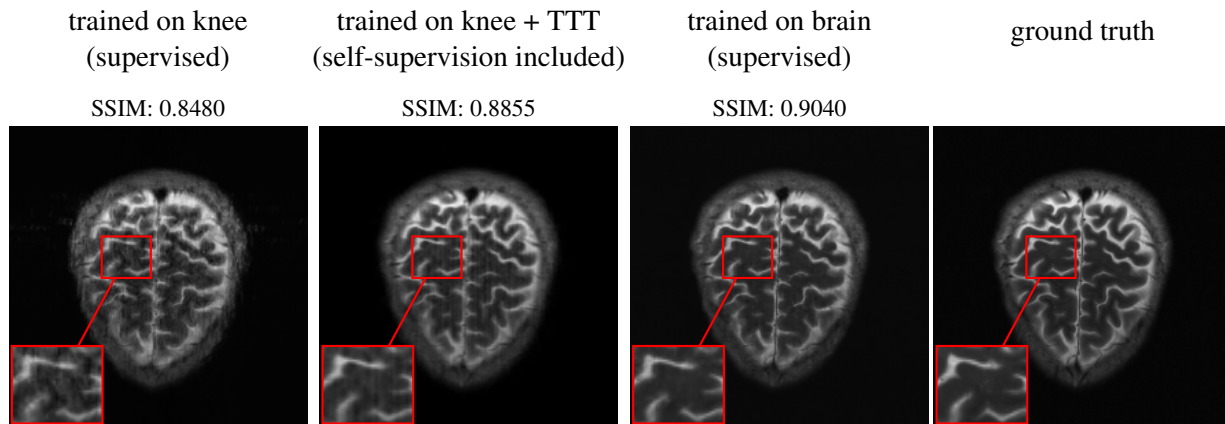 trained on knee
(supervised)
SSIM: 0.8480
trained on knee + TTT
(self-supervision included)
SSIM: 0.8855
trained on brain
(supervised)
SSIM: 0.9040
ground truth